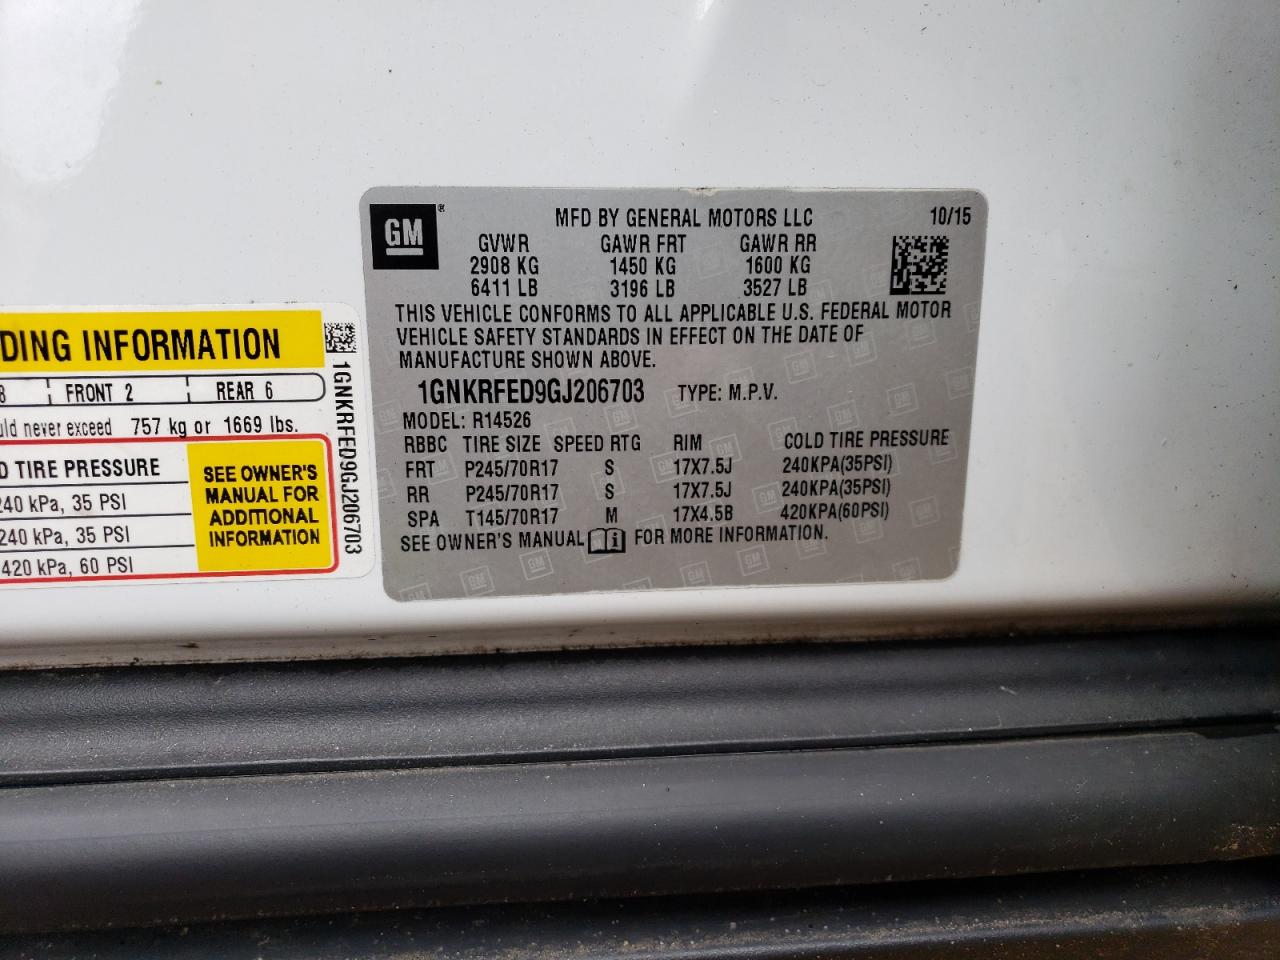 GM®
MFD BY GENERAL MOTORS LLC 10/15
GVWR GAWR FRT GAWR RR
2908 KG 1450 KG 1600 KG
6411 LB 3196 LB 3527 LB
THIS VEHICLE CONFORMS TO ALL APPLICABLE U.S. FEDERAL MOTOR
VEHICLE SAFETY STANDARDS IN EFFECT ON THE DATE OF
MANUFACTURE SHOWN ABOVE.
1GNKRFED9GJ206703 TYPE: M.P.V.
MODEL: R14526
RBBC TIRE SIZE SPEED RTG RIM COLD TIRE PRESSURE
FRT P245/70R17 S 17X7.5J 240KPA(35PSI)
RR P245/70R17 S 17X7.5J 240KPA(35PSI)
SPA T145/70R17 M 17X4.5B 420KPA(60PSI)
SEE OWNER'S MANUAL i FOR MORE INFORMATION.
DING INFORMATION
8 FRONT 2 REAR 6
uld never exceed 757 kg or 1669 lbs.
D TIRE PRESSURE
240 kPa, 35 PSI
240 kPa, 35 PSI
420 kPa, 60 PSI
SEE OWNER'S
MANUAL FOR
ADDITIONAL
INFORMATION
1GNKRFED9GJ206703